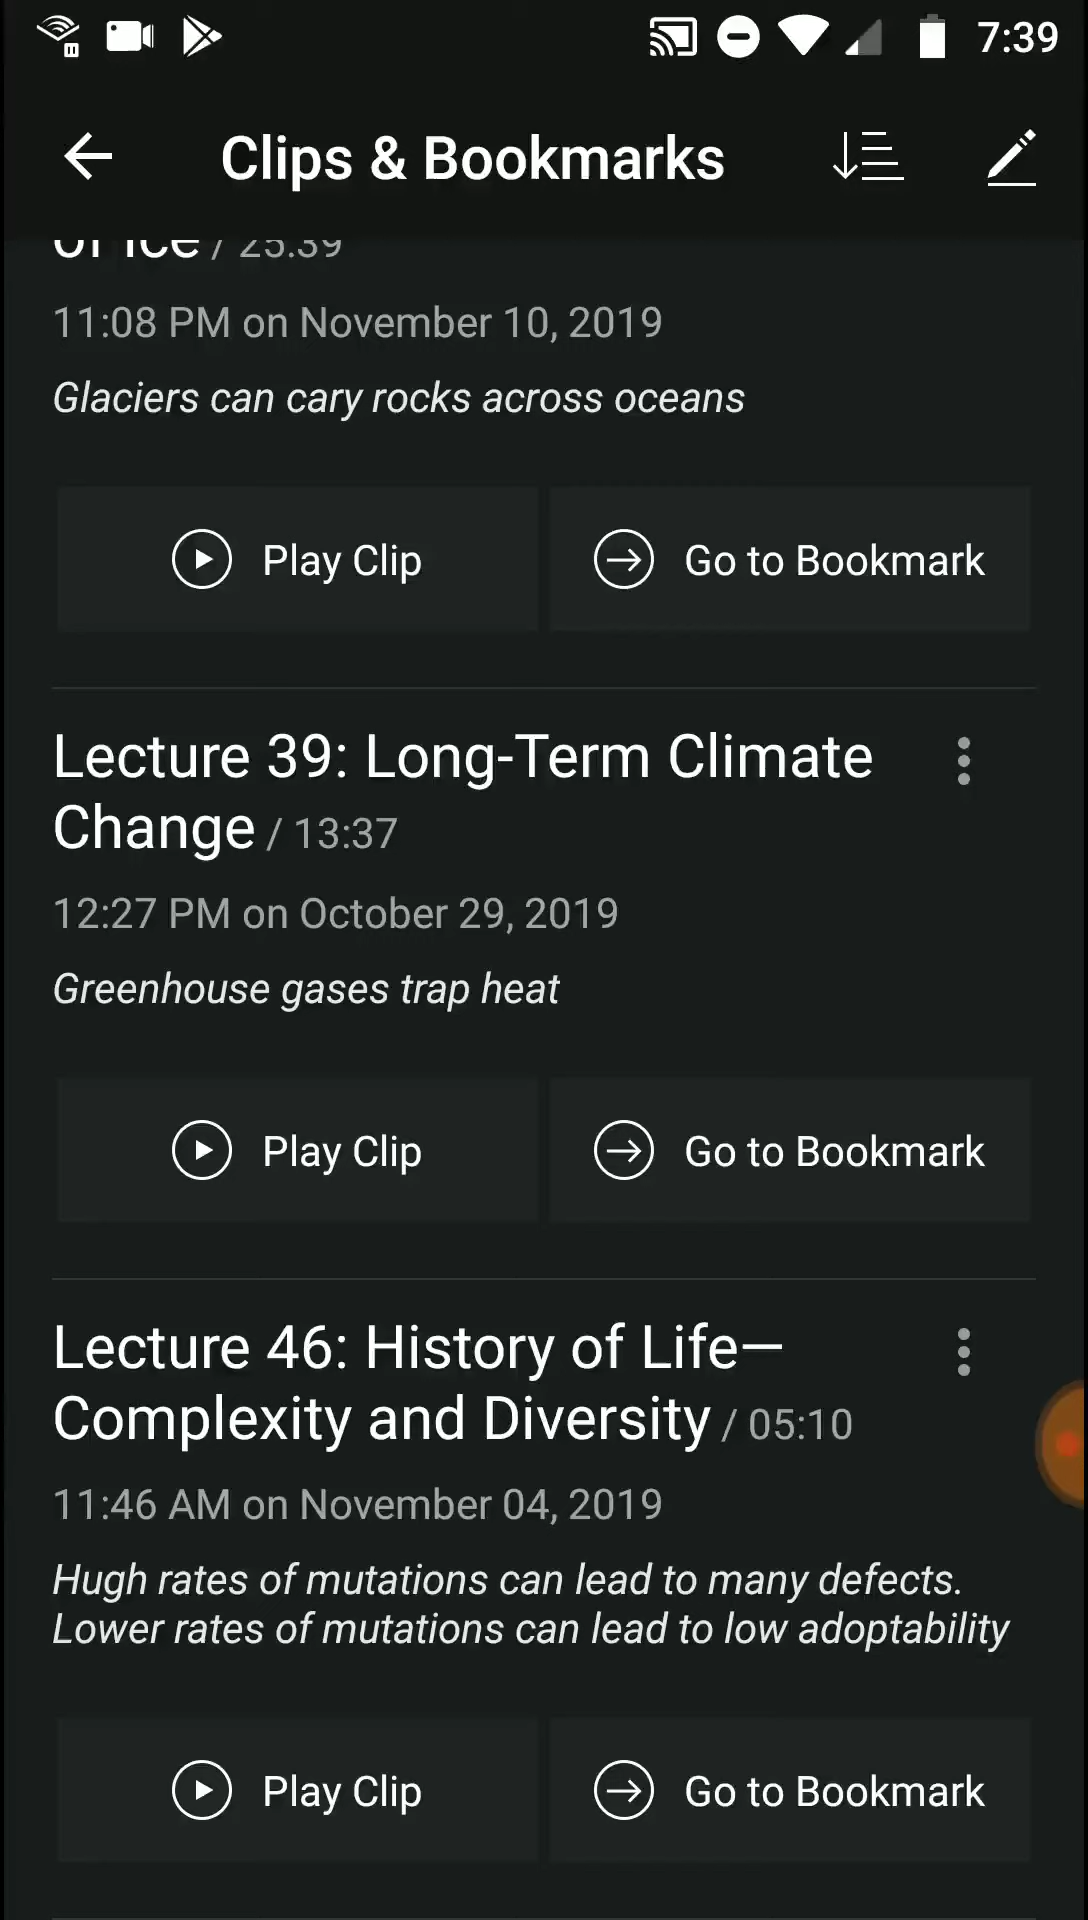 7:39
Clips & Bookmarks
of Ice / 25:39
11:08 PM on November 10, 2019
Glaciers can cary rocks across oceans
Play Clip Go to Bookmark
Lecture 39: Long-Term Climate
Change / 13:37
12:27 PM on October 29, 2019
Greenhouse gases trap heat
Play Clip Go to Bookmark
Lecture 46: History of Life—
Complexity and Diversity / 05:10
11:46 AM on November 04, 2019
Hugh rates of mutations can lead to many defects.
Lower rates of mutations can lead to low adoptability
Play Clip Go to Bookmark